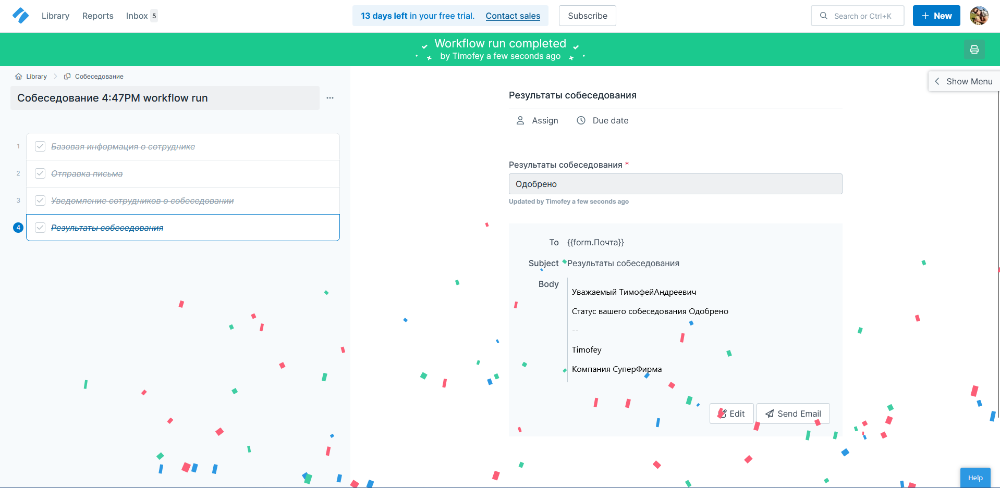 Library Reports Inbox 5 13 days left in your free trial. Contact sales Subscribe Search or Ctrl+K + New
Workflow run completed
by Timofey a few seconds ago
Library Собеседование
Show Menu
Собеседование 4:47PM workflow run
1 Базовая информация о сотруднике
2 Отправка письма
3 Уведомление сотрудников о собеседовании
4 Результаты собеседования
Результаты собеседования
Assign Due date
Результаты собеседования *
Одобрено
Updated by Timofey a few seconds ago
To {{form.Почта}}
Subject Результаты собеседования
Body
Уважаемый ТимофейАндреевич
Статус вашего собеседования Одобрено
--
Timofey
Компания СуперФирма
Edit Send Email
Help